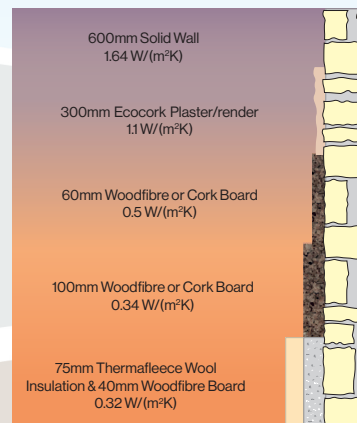 600mm Solid Wall
1.64 W/(m²K)
300mm Ecocork Plaster/render
1.1 W/(m²K)
60mm Woodfibre or Cork Board
0.5 W/(m²K)
100mm Woodfibre or Cork Board
0.34 W/(m²K)
75mm Thermafleece Wool
Insulation & 40mm Woodfibre Board
0.32 W/(m²K)